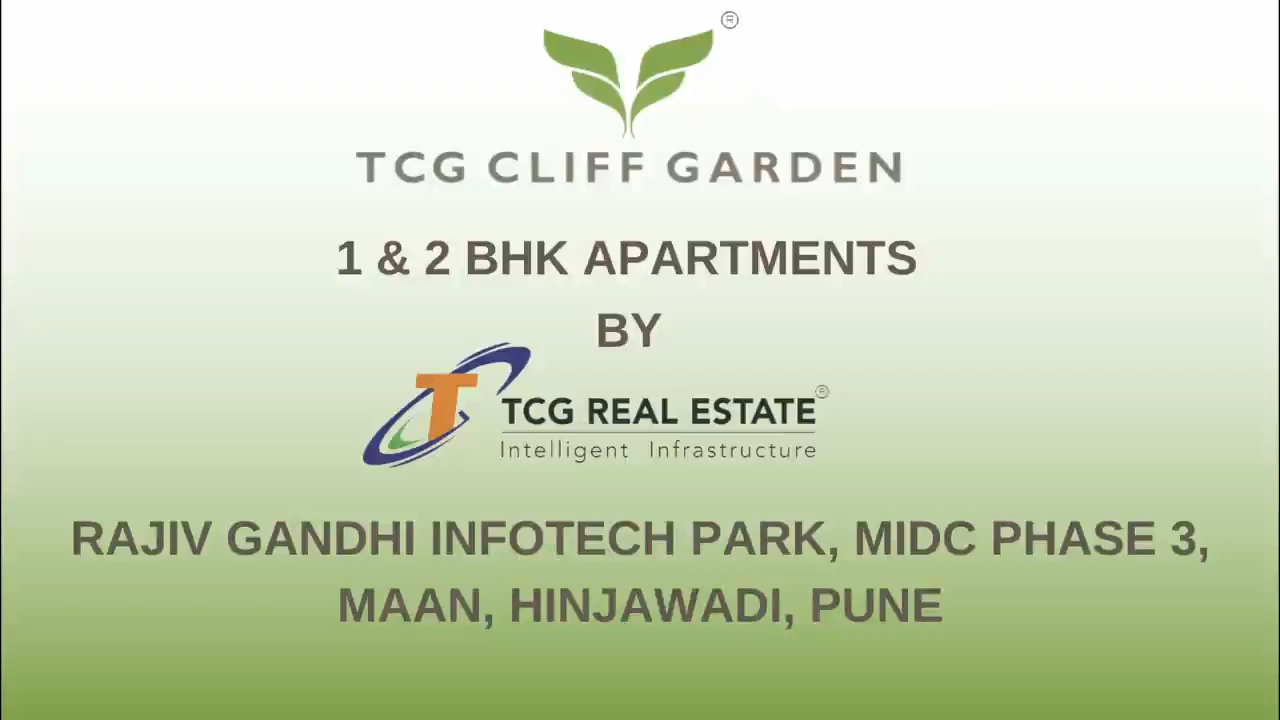 ®
TCG CLIFF GARDEN
1 & 2 BHK APARTMENTS
BY
T
TCG REAL ESTATE®
Intelligent Infrastructure
RAJIV GANDHI INFOTECH PARK, MIDC PHASE 3,
MAAN, HINJAWADI, PUNE